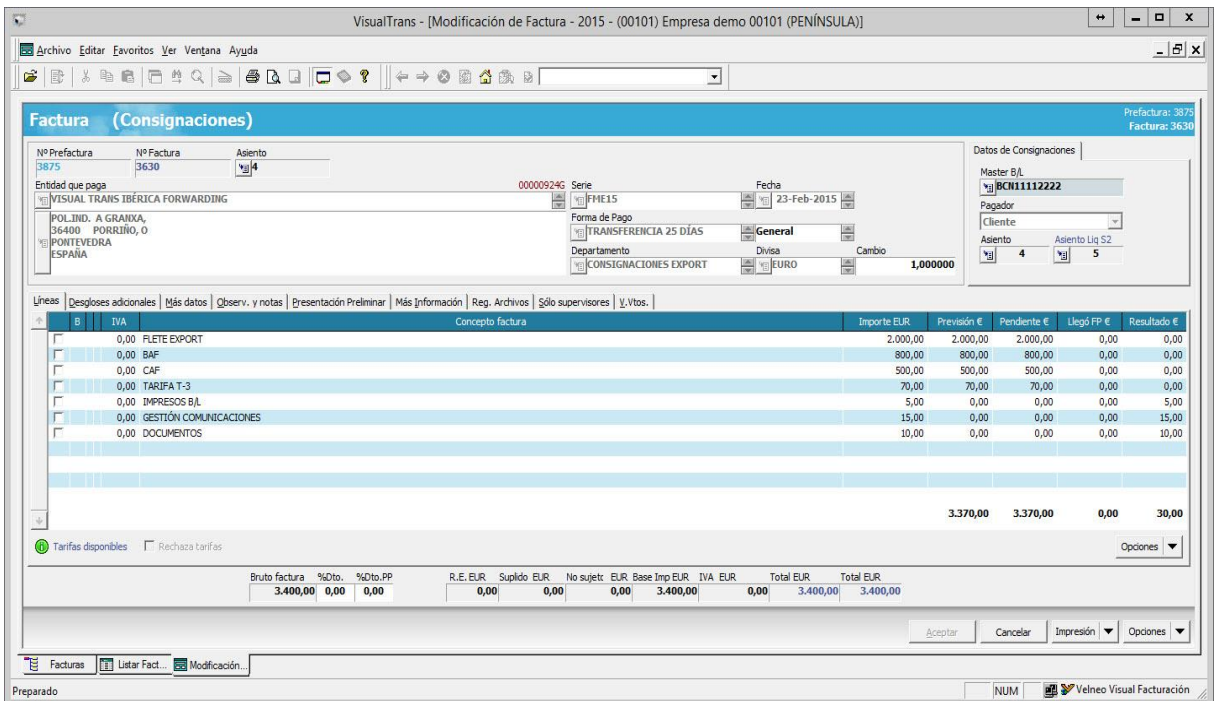 VisualTrans - [Modificación de Factura - 2015 - (00101) Empresa demo 00101 (PENÍNSULA)]
Archivo Editar Favoritos Ver Ventana Ayuda
Factura (Consignaciones)
Prefactura: 3875
Factura: 3630
Nº Prefactura Nº Factura Asiento
3875 3630 4
Entidad que paga 00000924G Serie Fecha
VISUAL TRANS IBÉRICA FORWARDING FME15 23-Feb-2015
POL.IND. A GRANXA,
36400 PORRIÑO, O
PONTEVEDRA
ESPAÑA
Forma de Pago
TRANSFERENCIA 25 DÍAS General
Departamento Divisa Cambio
CONSIGNACIONES EXPORT EURO 1,000000
Datos de Consignaciones
Master B/L
BCN11112222
Pagador
Cliente
Asiento Asiento Liq S2
4 5
Líneas Desgloses adicionales Más datos Observ. y notas Presentación Preliminar Más Información Reg. Archivos Sólo supervisores V.Vtos.
B IVA Concepto factura Importe EUR Previsión € Pendiente € Llegó FP € Resultado €
0,00 FLETE EXPORT 2.000,00 2.000,00 2.000,00 0,00 0,00
0,00 BAF 800,00 800,00 800,00 0,00 0,00
0,00 CAF 500,00 500,00 500,00 0,00 0,00
0,00 TARIFA T-3 70,00 70,00 70,00 0,00 0,00
0,00 IMPRESOS B/L 5,00 0,00 0,00 0,00 5,00
0,00 GESTIÓN COMUNICACIONES 15,00 0,00 0,00 0,00 15,00
0,00 DOCUMENTOS 10,00 0,00 0,00 0,00 10,00
3.370,00 3.370,00 0,00 30,00
Tarifas disponibles Rechaza tarifas Opciones
Bruto factura %Dto. %Dto.PP R.E. EUR Suplido EUR No sujeto EUR Base Imp EUR IVA EUR Total EUR Total EUR
3.400,00 0,00 0,00 0,00 0,00 0,00 3.400,00 0,00 3.400,00 3.400,00
Aceptar Cancelar Impresión Opciones
Facturas Listar Fact... Modificación...
Preparado NUM Velneo Visual Facturación